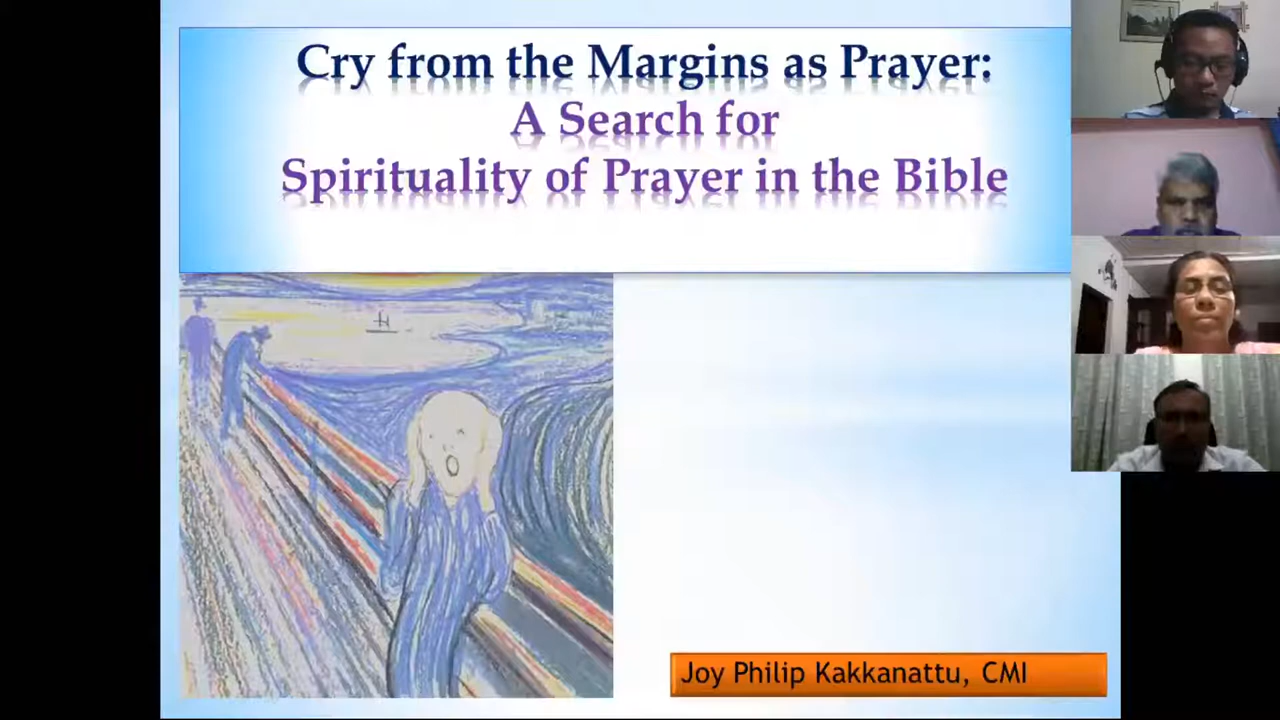 Cry from the Margins as Prayer:
A Search for
Spirituality of Prayer in the Bible
Joy Philip Kakkanattu, CMI